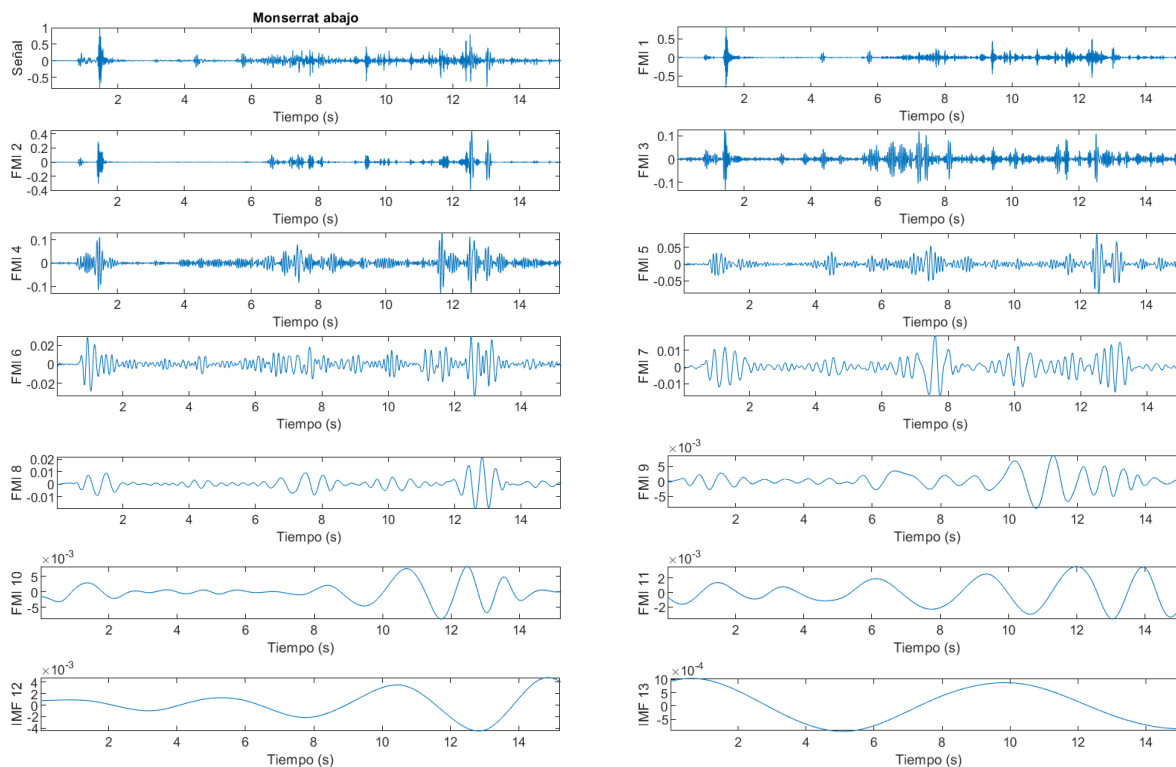 Monserrat abajo
Señal
1
0.5
0
-0.5
2 4 6 8 10 12 14
Tiempo (s)
FMI 1
0.5
0
-0.5
2 4 6 8 10 12 14
Tiempo (s)
FMI 2
0.4
0.2
0
-0.2
-0.4
2 4 6 8 10 12 14
Tiempo (s)
FMI 3
0.1
0
-0.1
2 4 6 8 10 12 14
Tiempo (s)
FMI 4
0.1
0
-0.1
2 4 6 8 10 12 14
Tiempo (s)
FMI 5
0.05
0
-0.05
2 4 6 8 10 12 14
Tiempo (s)
FMI 6
0.02
0
-0.02
2 4 6 8 10 12 14
Tiempo (s)
FMI 7
0.01
0
-0.01
2 4 6 8 10 12 14
Tiempo (s)
FMI 8
0.02
0.01
0
-0.01
2 4 6 8 10 12 14
Tiempo (s)
FMI 9
×10⁻³
5
0
-5
2 4 6 8 10 12 14
Tiempo (s)
FMI 10
×10⁻³
5
0
-5
2 4 6 8 10 12 14
Tiempo (s)
FMI 11
×10⁻³
2
0
-2
2 4 6 8 10 12 14
Tiempo (s)
IMF 12
×10⁻³
4
2
0
-2
-4
2 4 6 8 10 12 14
Tiempo (s)
IMF 13
×10⁻⁴
10
5
0
-5
2 4 6 8 10 12 14
Tiempo (s)